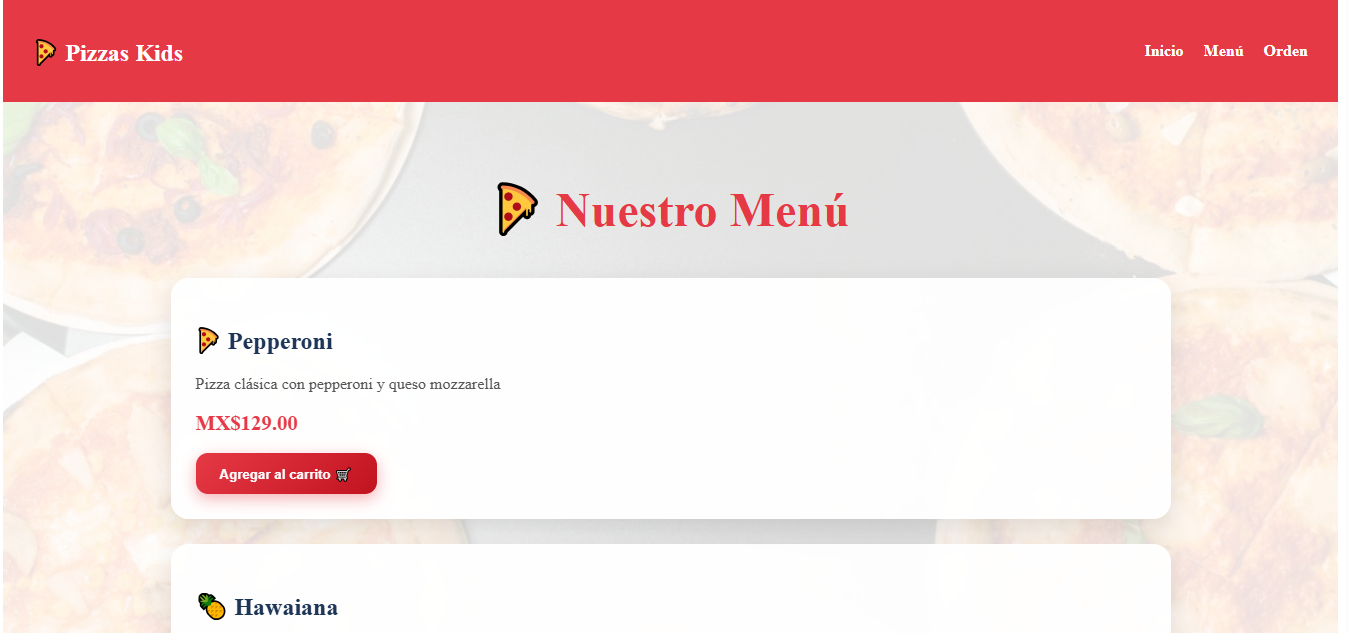 Pizzas Kids
Inicio Menú Orden
Nuestro Menú
Pepperoni
Pizza clásica con pepperoni y queso mozzarella
MX$129.00
Agregar al carrito
Hawaiana